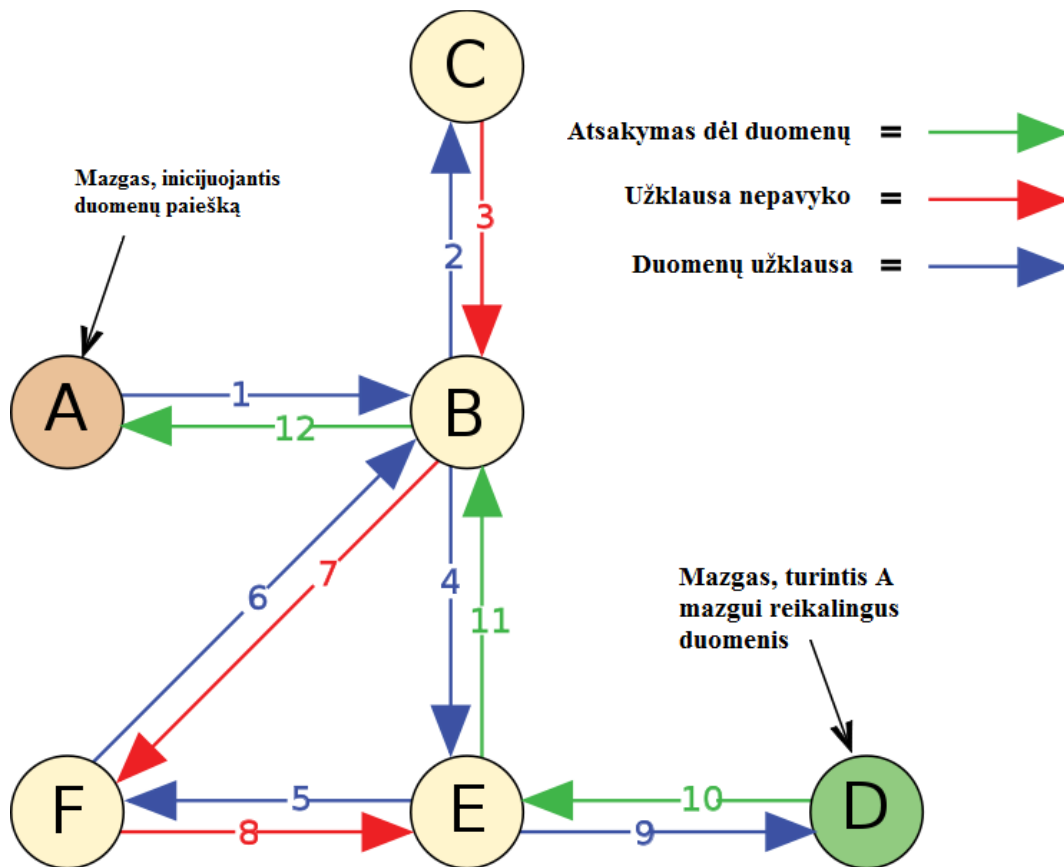 C
Atsakymas dėl duomenų =
Mazgas, inicijuojantis
duomenų paiešką
Užklausa nepavyko =
3
2
Duomenų užklausa =
A
1
B
12
6
7
4
11
Mazgas, turintis A
mazgui reikalingus
duomenis
F
5
E
10
D
8
9